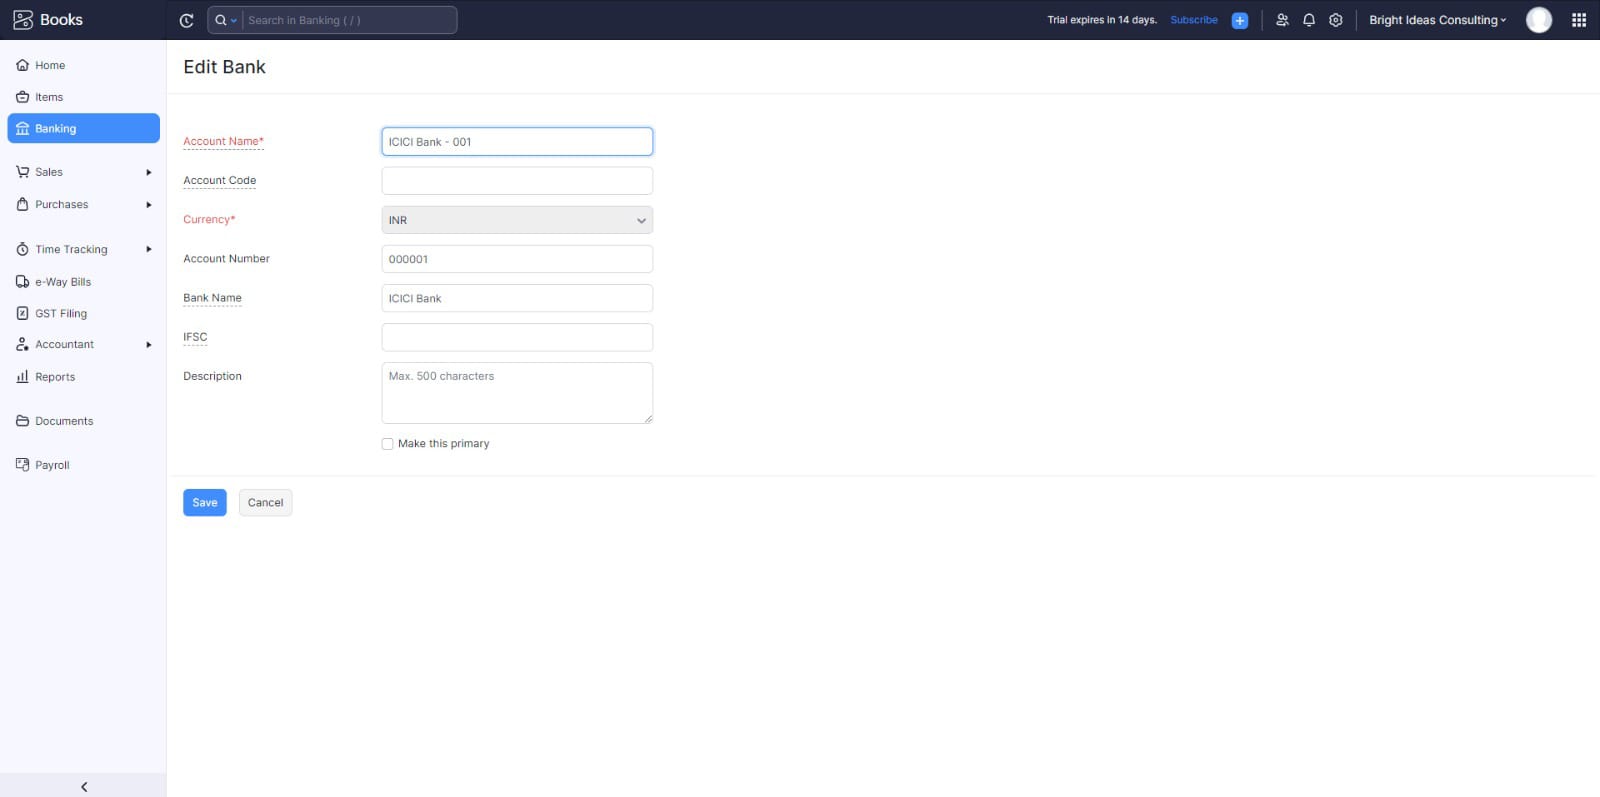 Books
Search in Banking ( / )
Trial expires in 14 days.
Subscribe
Bright Ideas Consulting
Home
Items
Banking
Sales
Purchases
Time Tracking
e-Way Bills
GST Filing
Accountant
Reports
Documents
Payroll
Edit Bank
Account Name*
ICICI Bank - 001
Account Code
Currency*
INR
Account Number
000001
Bank Name
ICICI Bank
IFSC
Description
Max. 500 characters
Make this primary
Save
Cancel